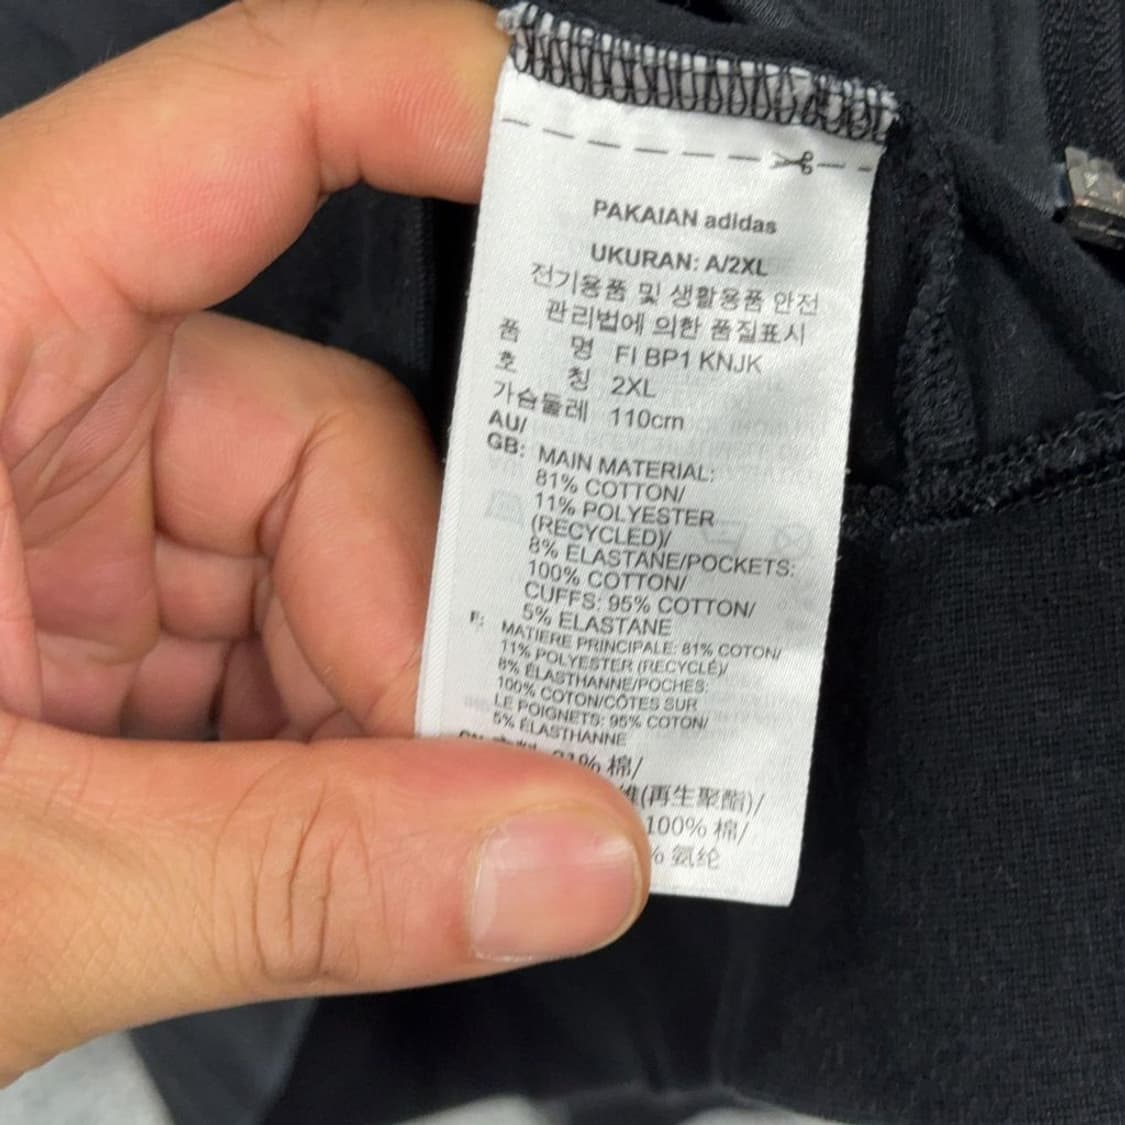 PAKAIAN adidas
UKURAN: A/2XL
전기용품 및 생활용품 안전
관리법에 의한 품질표시
품 명 FI BP1 KNJK
호 칭 2XL
가슴둘레 110cm
AU/
GB: MAIN MATERIAL:
81% COTTON/
11% POLYESTER
(RECYCLED)/
8% ELASTANE/POCKETS:
100% COTTON/
CUFFS: 95% COTTON/
5% ELASTANE
F: MATIERE PRINCIPALE: 81% COTON/
11% POLYESTER (RECYCLÉ)/
8% ÉLASTHANNE/POCHES:
100% COTON/CÔTES SUR
LE POIGNETS: 95% COTON/
5% ÉLASTHANNE
81% 棉/
维(再生聚酯)/
100% 棉/
% 氨纶